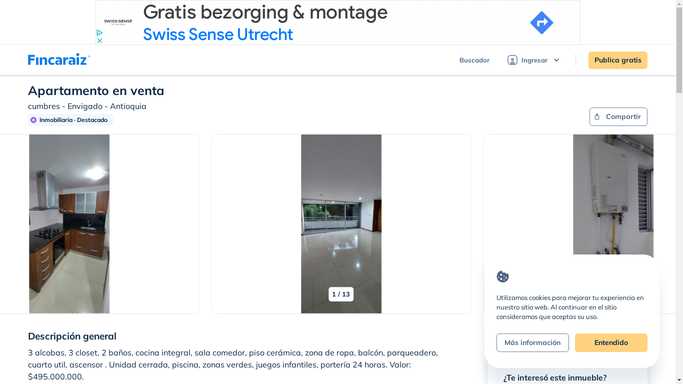 Gratis bezorging & montage
SWISS SENSE
Swiss Sense Utrecht
Fincaraiz
Buscador
Ingresar
Publica gratis
Apartamento en venta
cumbres - Envigado - Antioquia
Inmobiliaria - Destacado
Compartir
1 / 13
Utilizamos cookies para mejorar tu experiencia en
nuestro sitio web. Al continuar en el sitio
consideramos que aceptas su uso.
Más información
Entendido
Descripción general
3 alcobas, 3 closet, 2 baños, cocina integral, sala comedor, piso cerámica, zona de ropa, balcón, parqueadero,
cuarto util, ascensor . Unidad cerrada, piscina, zonas verdes, juegos infantiles, portería 24 horas. Valor:
$495.000.000.
¿Te interesó este inmueble?